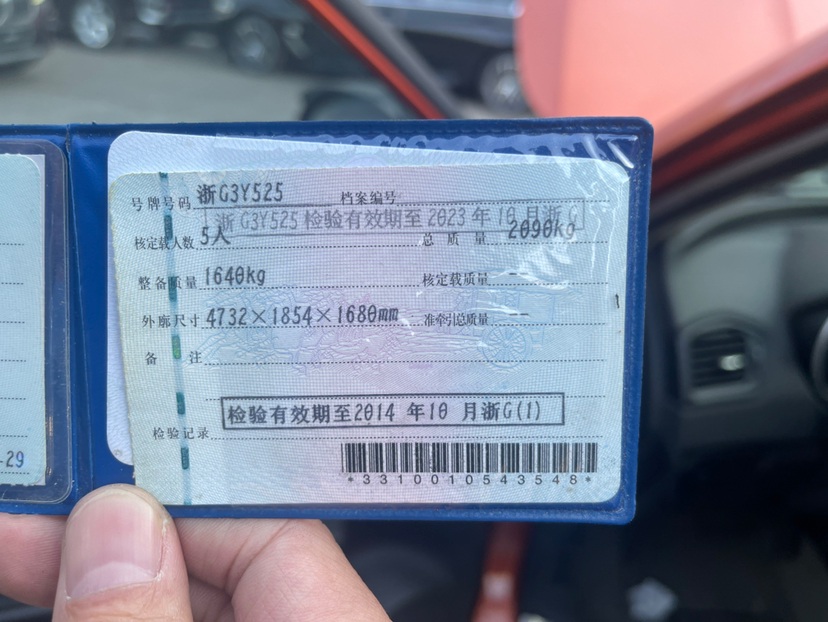 号牌号码 浙G3Y525 档案编号
浙G3Y525 检验有效期至2023年10月浙G
核定载人数 5人 总质量 2090kg
整备质量 1640kg 核定载质量 --
外廓尺寸 4732×1854×1680mm 准牵引总质量 --
备注
检验有效期至2014 年10 月浙G(1)
检验记录
*3310010543548*
-29